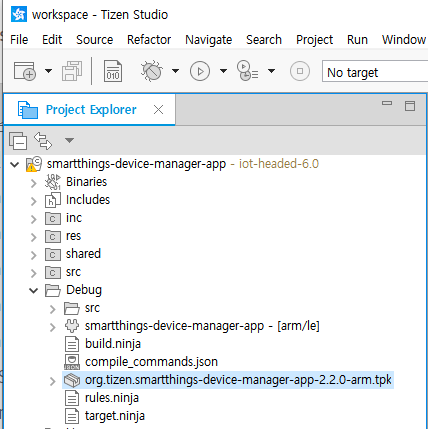 workspace - Tizen Studio
File Edit Source Refactor Navigate Search Project Run Window
010
No target
Project Explorer
smartthings-device-manager-app - iot-headed-6.0
Binaries
Includes
inc
res
shared
src
Debug
src
smartthings-device-manager-app - [arm/le]
build.ninja
compile_commands.json
org.tizen.smartthings-device-manager-app-2.2.0-arm.tpk
rules.ninja
target.ninja